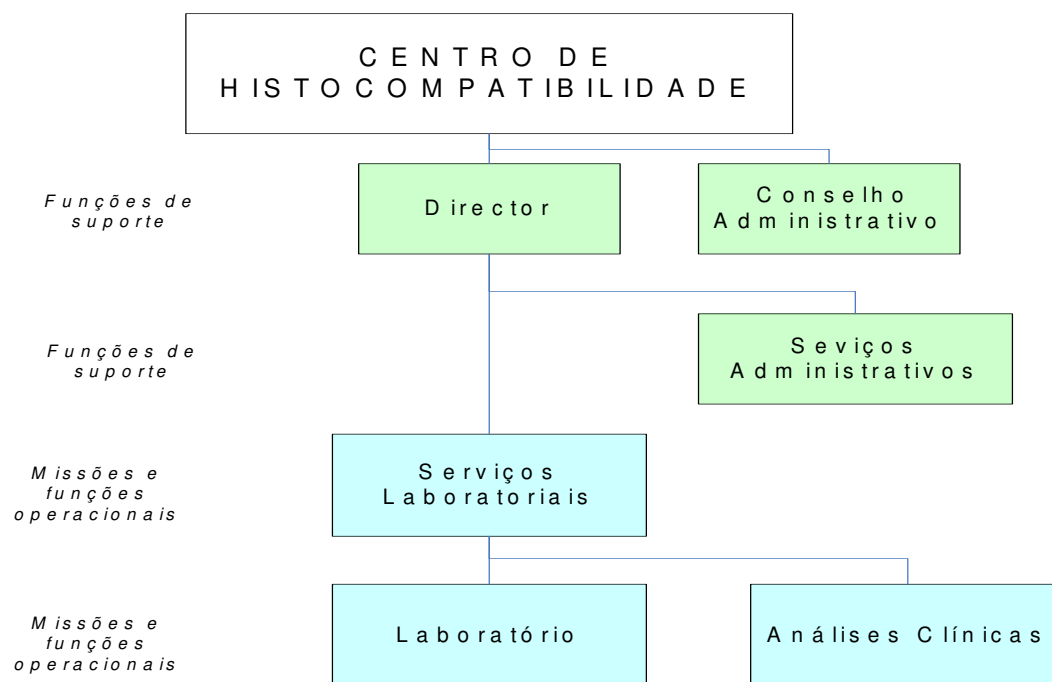 CENTRO DE
HISTOCOMPATIBILIDADE
Funções de
suporte
Director
Conselho
Administrativo
Funções de
suporte
Seviços
Administrativos
Missões e
funções
operacionais
Serviços
Laboratoriais
Missões e
funções
operacionais
Laboratório
Análises Clínicas